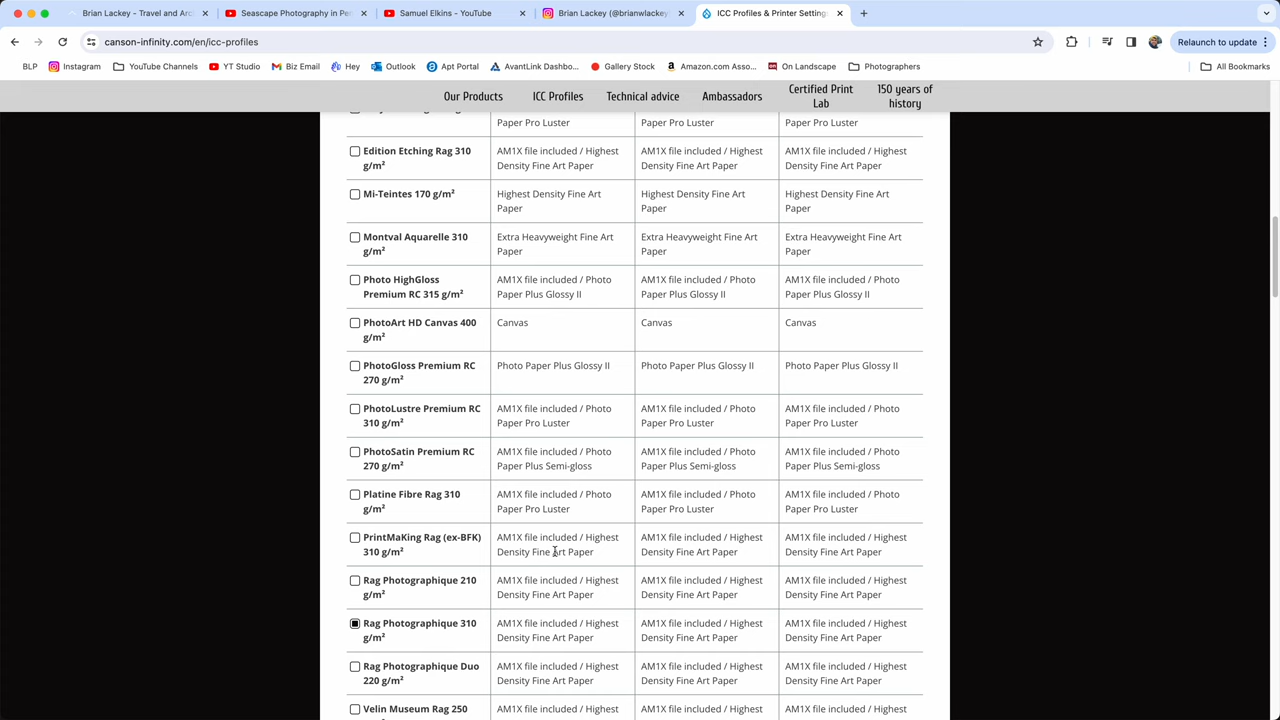 Brian Lackey - Travel and Arc
Seascape Photography in Pe
Samuel Elkins - YouTube
Brian Lackey (@brianwlackey
ICC Profiles & Printer Setting
canson-infinity.com/en/icc-profiles
Relaunch to update
BLP
Instagram
YouTube Channels
YT Studio
Biz Email
Hey
Outlook
Apt Portal
AvantLink Dashbo...
Gallery Stock
Amazon.com Asso...
On Landscape
Photographers
All Bookmarks
Our Products
ICC Profiles
Technical advice
Ambassadors
Certified Print
Lab
150 years of
history
Paper Pro Luster
Paper Pro Luster
Paper Pro Luster
Edition Etching Rag 310
g/m²
AM1X file included / Highest
Density Fine Art Paper
AM1X file included / Highest
Density Fine Art Paper
AM1X file included / Highest
Density Fine Art Paper
Mi-Teintes 170 g/m²
Highest Density Fine Art
Paper
Highest Density Fine Art
Paper
Highest Density Fine Art
Paper
Montval Aquarelle 310
g/m²
Extra Heavyweight Fine Art
Paper
Extra Heavyweight Fine Art
Paper
Extra Heavyweight Fine Art
Paper
Photo HighGloss
Premium RC 315 g/m²
AM1X file included / Photo
Paper Plus Glossy II
AM1X file included / Photo
Paper Plus Glossy II
AM1X file included / Photo
Paper Plus Glossy II
PhotoArt HD Canvas 400
g/m²
Canvas
Canvas
Canvas
PhotoGloss Premium RC
270 g/m²
Photo Paper Plus Glossy II
Photo Paper Plus Glossy II
Photo Paper Plus Glossy II
PhotoLustre Premium RC
310 g/m²
AM1X file included / Photo
Paper Pro Luster
AM1X file included / Photo
Paper Pro Luster
AM1X file included / Photo
Paper Pro Luster
PhotoSatin Premium RC
270 g/m²
AM1X file included / Photo
Paper Plus Semi-gloss
AM1X file included / Photo
Paper Plus Semi-gloss
AM1X file included / Photo
Paper Plus Semi-gloss
Platine Fibre Rag 310
g/m²
AM1X file included / Photo
Paper Pro Luster
AM1X file included / Photo
Paper Pro Luster
AM1X file included / Photo
Paper Pro Luster
PrintMaKing Rag (ex-BFK)
310 g/m²
AM1X file included / Highest
Density Fine Art Paper
AM1X file included / Highest
Density Fine Art Paper
AM1X file included / Highest
Density Fine Art Paper
Rag Photographique 210
g/m²
AM1X file included / Highest
Density Fine Art Paper
AM1X file included / Highest
Density Fine Art Paper
AM1X file included / Highest
Density Fine Art Paper
Rag Photographique 310
g/m²
AM1X file included / Highest
Density Fine Art Paper
AM1X file included / Highest
Density Fine Art Paper
AM1X file included / Highest
Density Fine Art Paper
Rag Photographique Duo
220 g/m²
AM1X file included / Highest
Density Fine Art Paper
AM1X file included / Highest
Density Fine Art Paper
AM1X file included / Highest
Density Fine Art Paper
Velin Museum Rag 250
AM1X file included / Highest
AM1X file included / Highest
AM1X file included / Highest